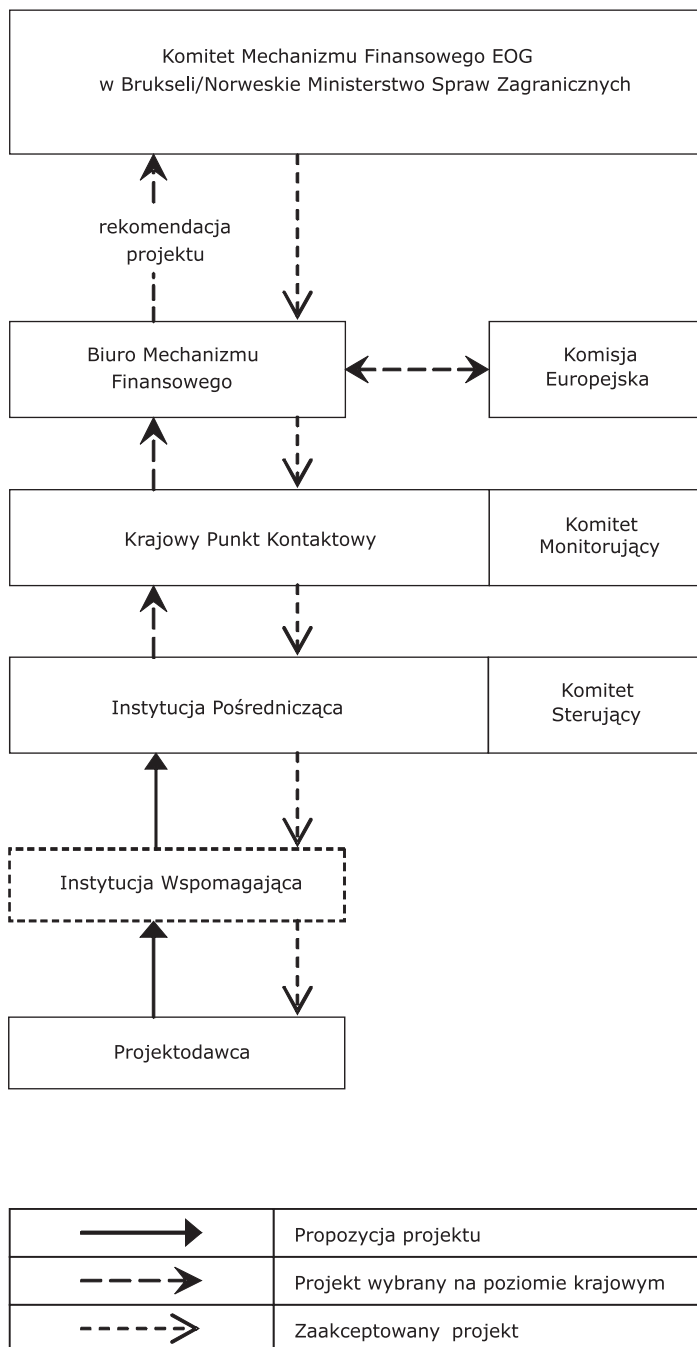 Komitet Mechanizmu Finansowego EOG
w Brukseli/Norweskie Ministerstwo Spraw Zagranicznych
rekomendacja
projektu
Biuro Mechanizmu
Finansowego
Komisja
Europejska
Krajowy Punkt Kontaktowy
Komitet
Monitorujący
Instytucja Pośrednicząca
Komitet
Sterujący
Instytucja Wspomagająca
Projektodawca
Propozycja projektu
Projekt wybrany na poziomie krajowym
Zaakceptowany projekt